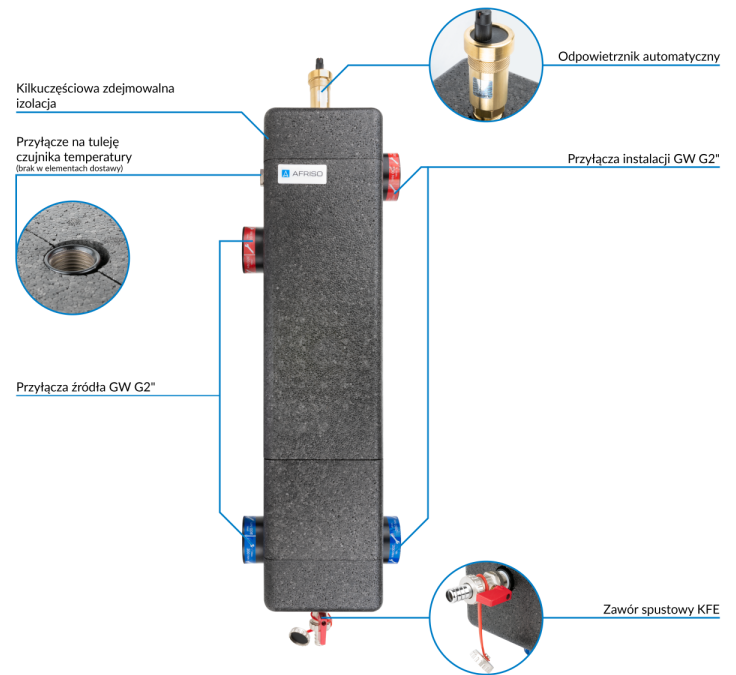 Odpowietrznik automatyczny
Kilkuczęściowa zdejmowalna
izolacja
Przyłącze na tuleję
czujnika temperatury
(brak w elementach dostawy)
AFRISO
Przyłącza instalacji GW G2"
Przyłącza źródła GW G2"
Zawór spustowy KFE